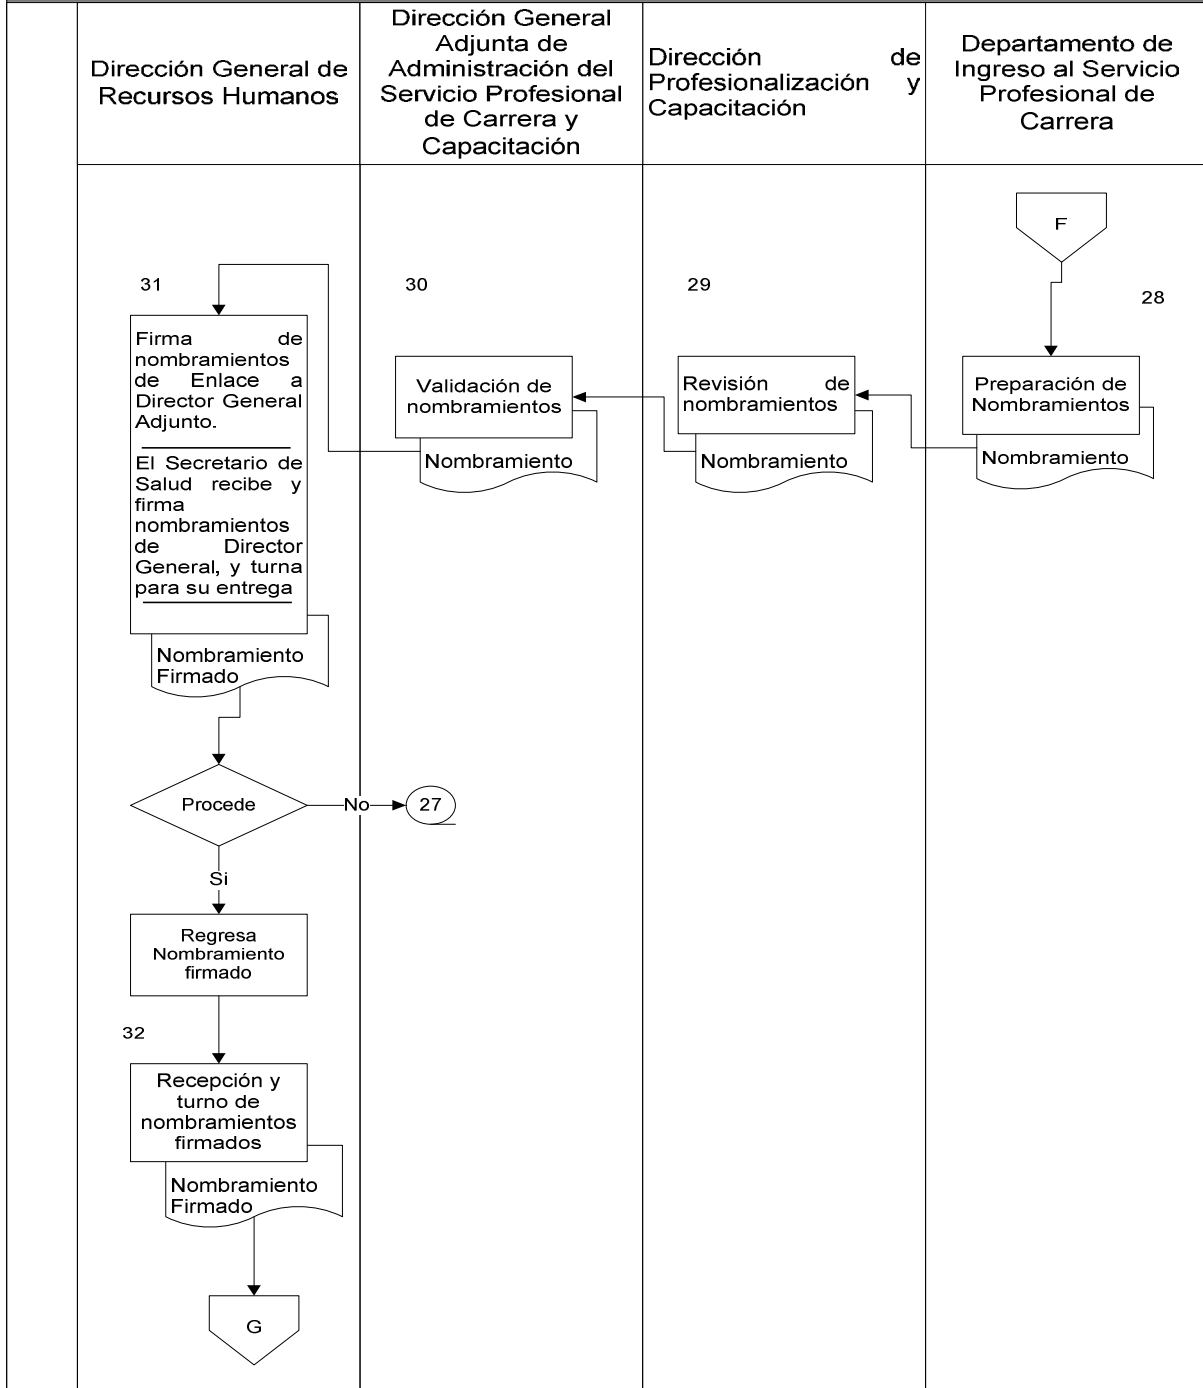 Dirección General de
Recursos Humanos
Dirección General
Adjunta de
Administración del
Servicio Profesional
de Carrera y
Capacitación
Dirección de
Profesionalización y
Capacitación
Departamento de
Ingreso al Servicio
Profesional de
Carrera
F
28
Preparación de
Nombramientos
Nombramiento
29
Revisión de
nombramientos
Nombramiento
30
Validación de
nombramientos
Nombramiento
31
Firma de
nombramientos
de Enlace a
Director General
Adjunto.
El Secretario de
Salud recibe y
firma
nombramientos
de Director
General, y turna
para su entrega
Nombramiento
Firmado
Procede
No
27
Si
Regresa
Nombramiento
firmado
32
Recepción y
turno de
nombramientos
firmados
Nombramiento
Firmado
G